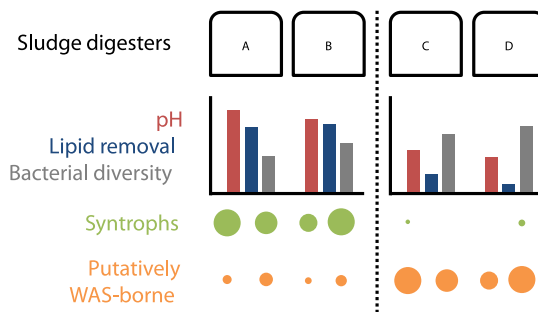 Sludge digesters
A B C D
pH
Lipid removal
Bacterial diversity
Syntrophs
Putatively
WAS-borne